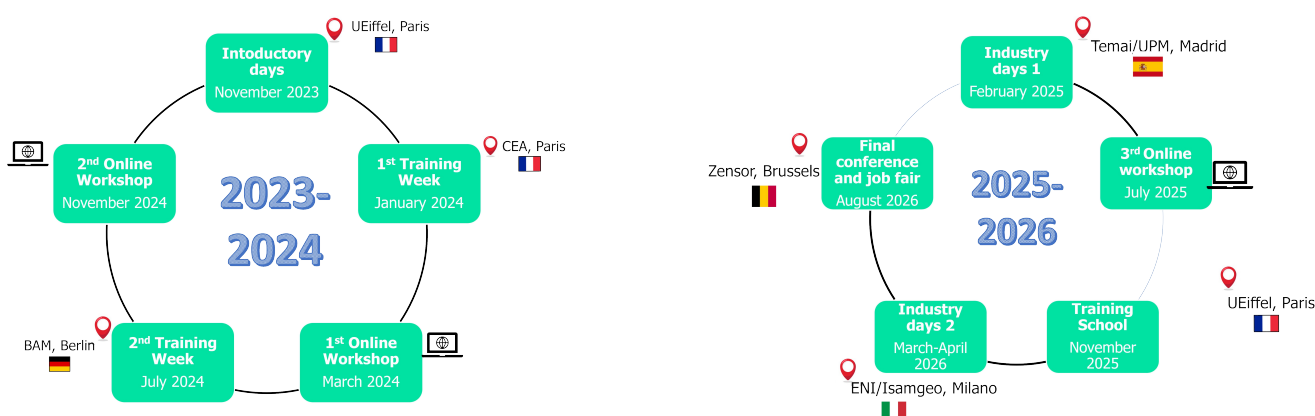 UEiffel, Paris
Intoductory
days
November 2023
CEA, Paris
1st Training
Week
January 2024
1st Online
Workshop
March 2024
BAM, Berlin
2nd Training
Week
July 2024
2nd Online
Workshop
November 2024
2023-
2024
Temai/UPM, Madrid
Industry
days 1
February 2025
3rd Online
workshop
July 2025
UEiffel, Paris
Training
School
November
2025
Industry
days 2
March-April
2026
ENI/Isamgeo, Milano
Zensor, Brussels
Final
conference
and job fair
August 2026
2025-
2026